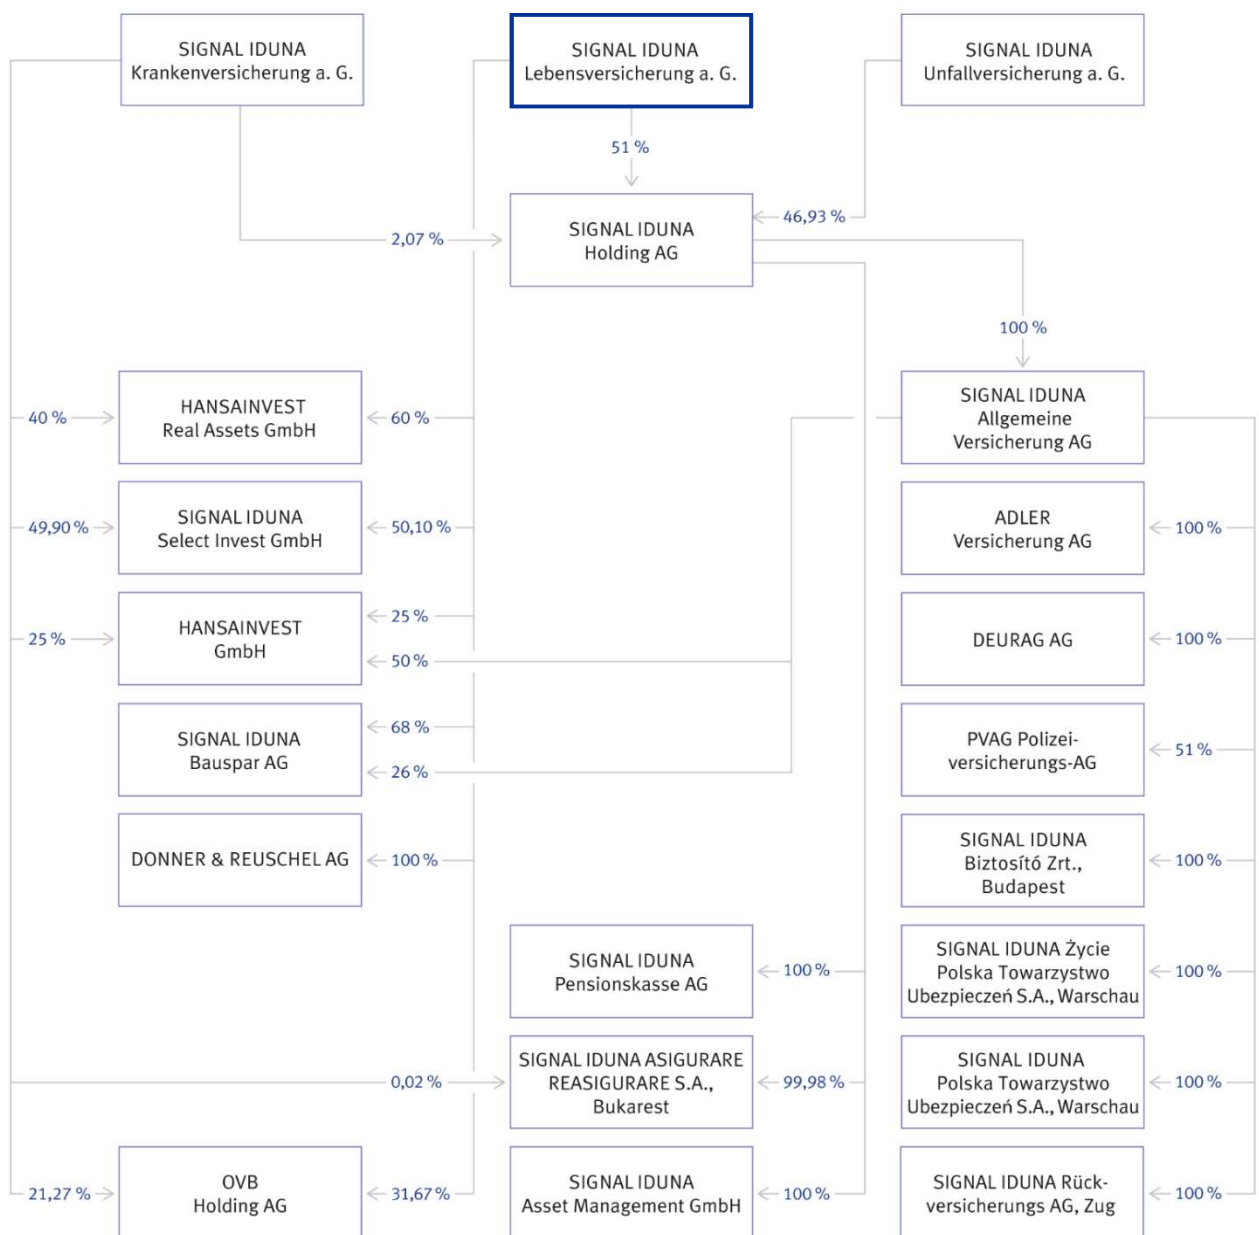 SIGNAL IDUNA
Krankenversicherung a. G.
SIGNAL IDUNA
Lebensversicherung a. G.
SIGNAL IDUNA
Unfallversicherung a. G.
51 %
46,93 %
2,07 %
SIGNAL IDUNA
Holding AG
100 %
40 %
HANSAINVEST
Real Assets GmbH
60 %
SIGNAL IDUNA
Allgemeine
Versicherung AG
49,90 %
SIGNAL IDUNA
Select Invest GmbH
50,10 %
ADLER
Versicherung AG
100 %
25 %
HANSAINVEST
GmbH
25 %
50 %
DEURAG AG
100 %
SIGNAL IDUNA
Bauspar AG
68 %
26 %
PVAG Polizei-
versicherungs-AG
51 %
DONNER & REUSCHEL AG
100 %
SIGNAL IDUNA
Biztosító Zrt.,
Budapest
100 %
SIGNAL IDUNA
Pensionskasse AG
100 %
SIGNAL IDUNA Życie
Polska Towarzystwo
Ubezpieczeń S.A., Warschau
100 %
0,02 %
SIGNAL IDUNA ASIGURARE
REASIGURARE S.A.,
Bukarest
99,98 %
SIGNAL IDUNA
Polska Towarzystwo
Ubezpieczeń S.A., Warschau
100 %
21,27 %
OVB
Holding AG
31,67 %
SIGNAL IDUNA
Asset Management GmbH
100 %
SIGNAL IDUNA Rück-
versicherungs AG, Zug
100 %